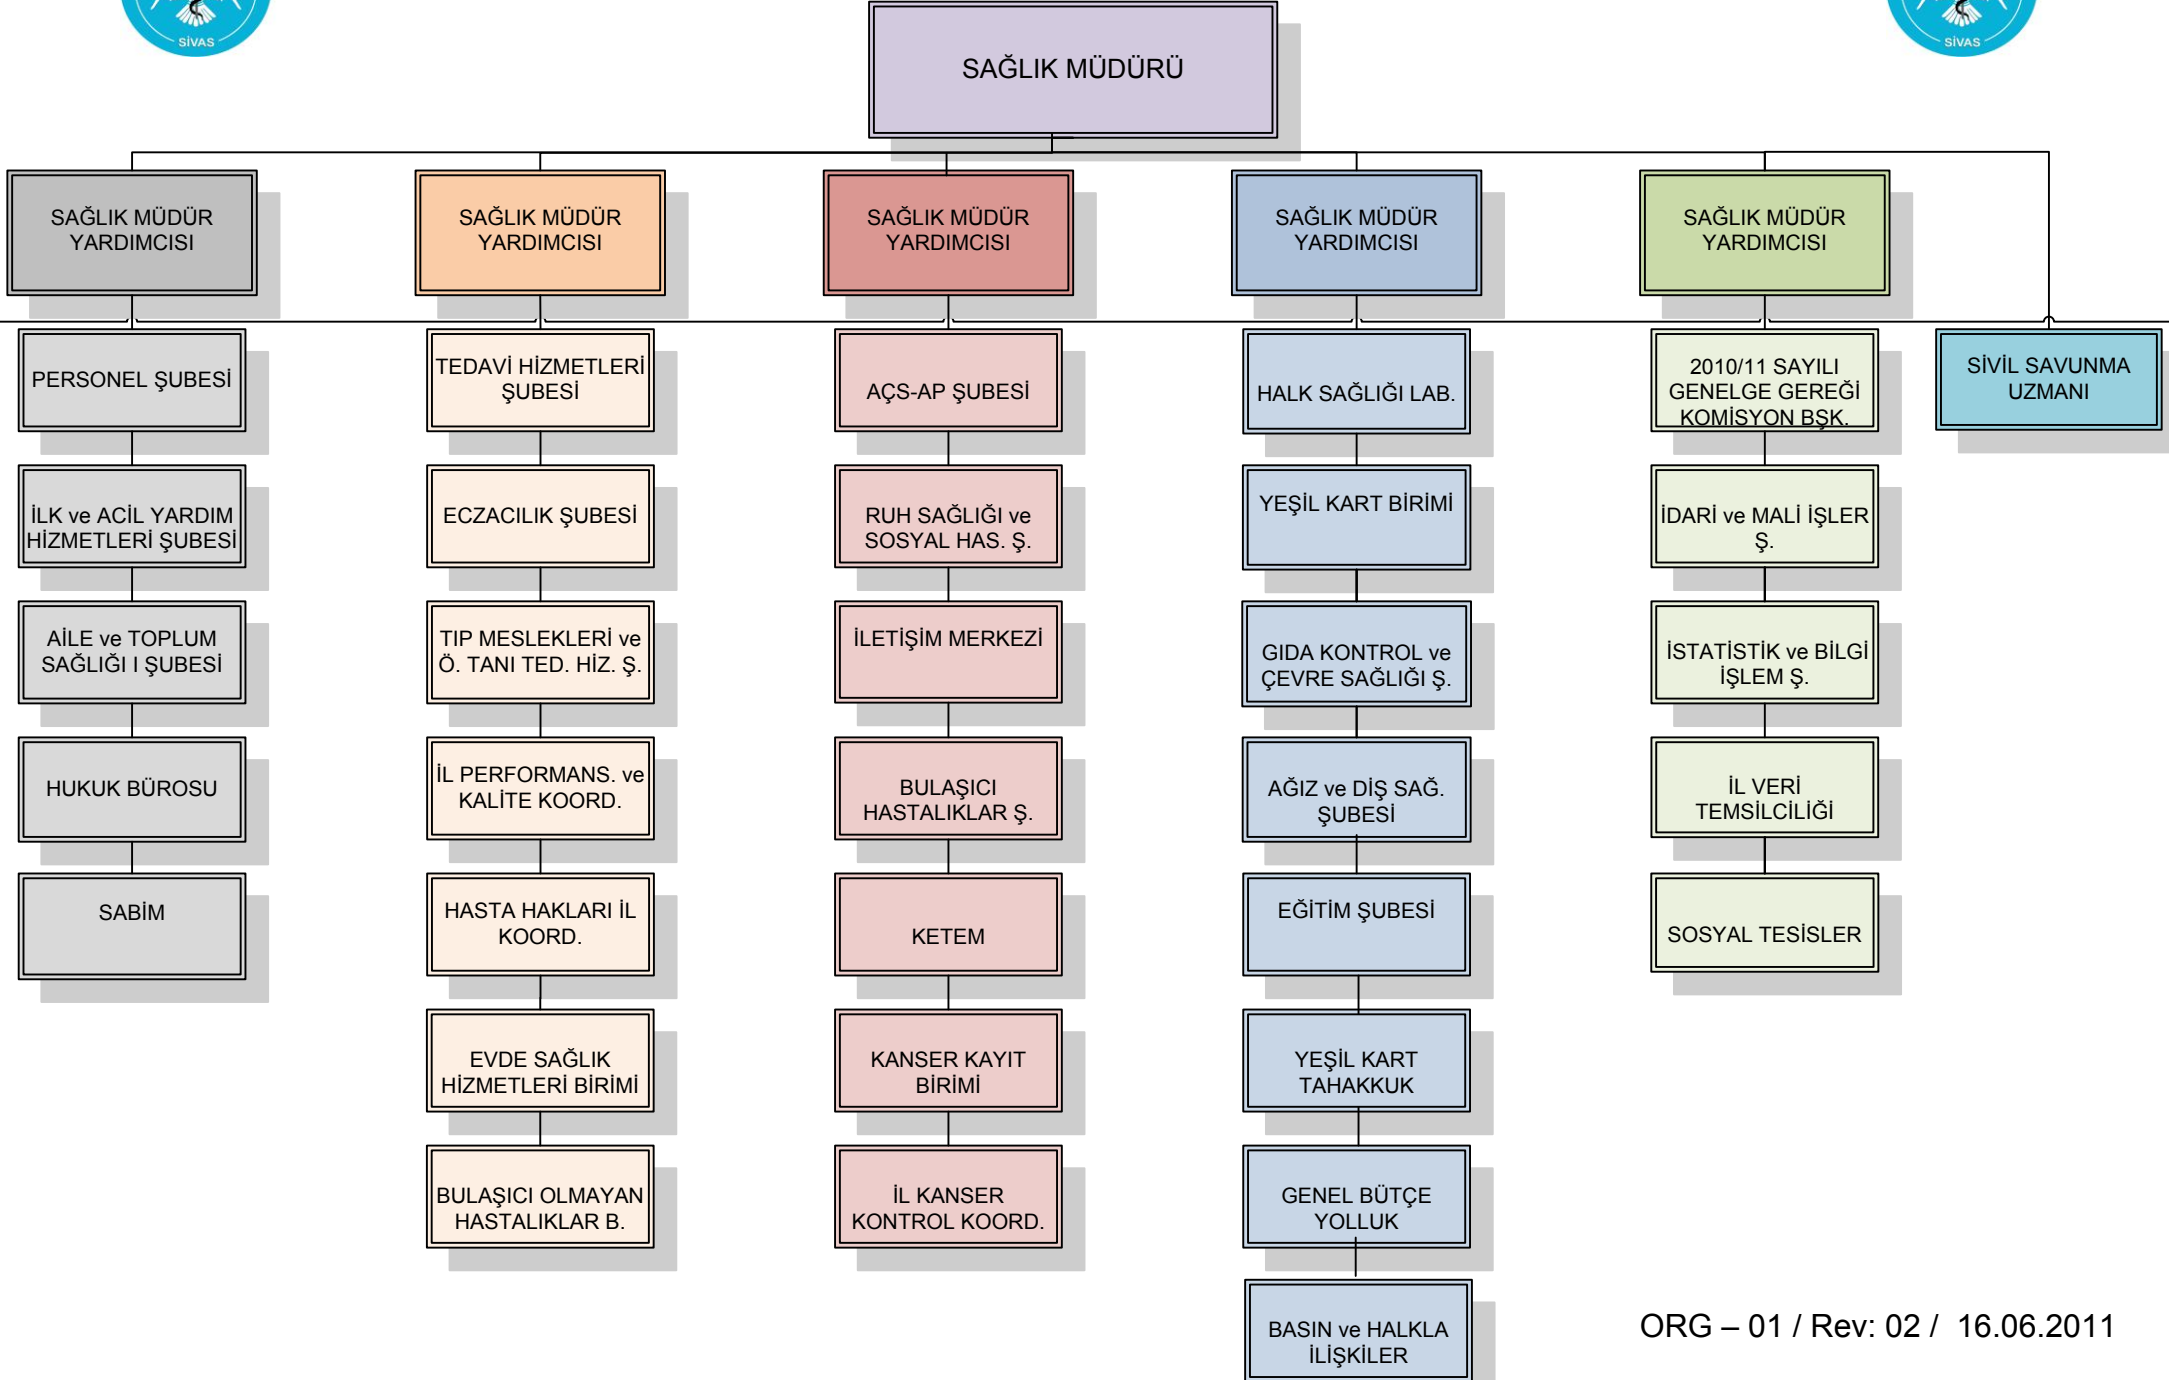 SİVAS
SİVAS
SAĞLIK MÜDÜRÜ
SAĞLIK MÜDÜR
YARDIMCISI
SAĞLIK MÜDÜR
YARDIMCISI
SAĞLIK MÜDÜR
YARDIMCISI
SAĞLIK MÜDÜR
YARDIMCISI
SAĞLIK MÜDÜR
YARDIMCISI
PERSONEL ŞUBESİ
İLK ve ACİL YARDIM
HİZMETLERİ ŞUBESİ
AİLE ve TOPLUM
SAĞLIĞI I ŞUBESİ
HUKUK BÜROSU
SABİM
TEDAVİ HİZMETLERİ
ŞUBESİ
ECZACILIK ŞUBESİ
TIP MESLEKLERİ ve
Ö. TANI TED. HİZ. Ş.
İL PERFORMANS. ve
KALİTE KOORD.
HASTA HAKLARI İL
KOORD.
EVDE SAĞLIK
HİZMETLERİ BİRİMİ
BULAŞICI OLMAYAN
HASTALIKLAR B.
AÇS-AP ŞUBESİ
RUH SAĞLIĞI ve
SOSYAL HAS. Ş.
İLETİŞİM MERKEZİ
BULAŞICI
HASTALIKLAR Ş.
KETEM
KANSER KAYIT
BİRİMİ
İL KANSER
KONTROL KOORD.
HALK SAĞLIĞI LAB.
YEŞİL KART BİRİMİ
GIDA KONTROL ve
ÇEVRE SAĞLIĞI Ş.
AĞIZ ve DİŞ SAĞ.
ŞUBESİ
EĞİTİM ŞUBESİ
YEŞİL KART
TAHAKKUK
GENEL BÜTÇE
YOLLUK
BASIN ve HALKLA
İLİŞKİLER
2010/11 SAYILI
GENELGE GEREĞİ
KOMİSYON BŞK.
İDARİ ve MALİ İŞLER
Ş.
İSTATİSTİK ve BİLGİ
İŞLEM Ş.
İL VERİ
TEMSİLCİLİĞİ
SOSYAL TESİSLER
SİVİL SAVUNMA
UZMANI
ORG – 01 / Rev: 02 / 16.06.2011